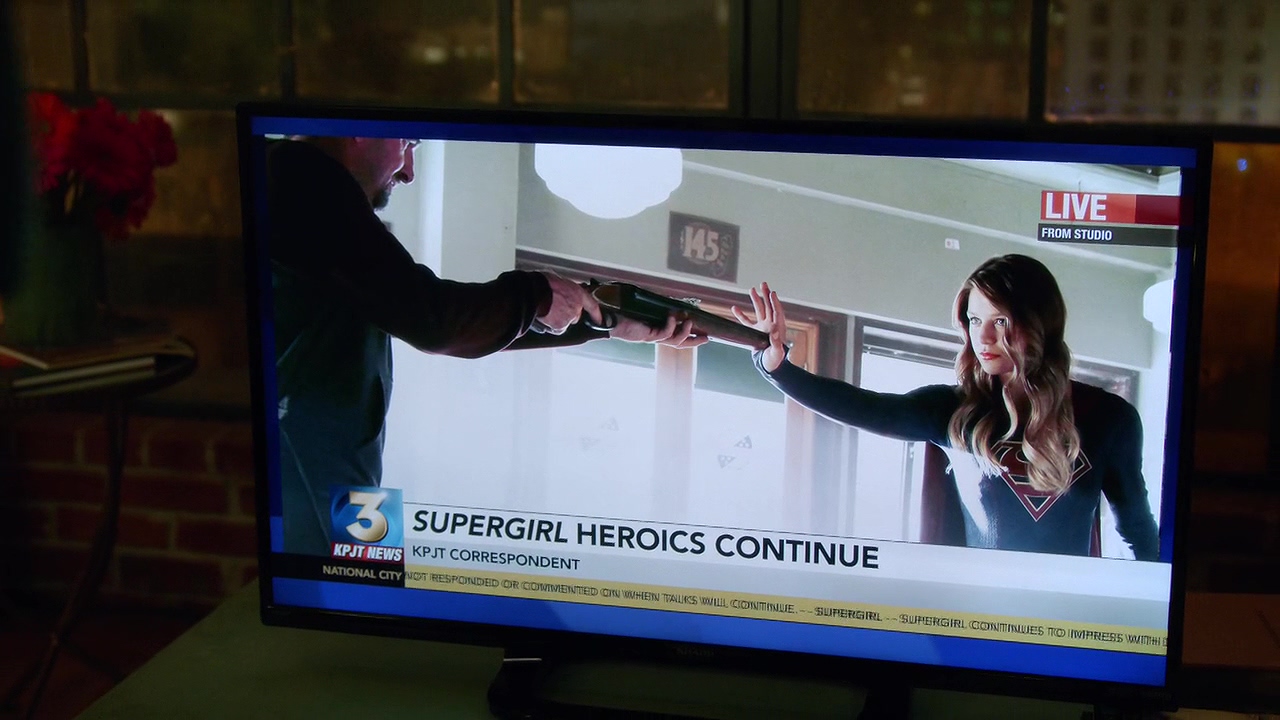 145
LIVE
FROM STUDIO
3
KPJT NEWS
NATIONAL CITY
SUPERGIRL HEROICS CONTINUE
KPJT CORRESPONDENT
NOT RESPONDED OR COMMENTED ON WHEN TALKS WILL CONTINUE. -- SUPERGIRL -- SUPERGIRL CONTINUES TO IMPRESS WITH